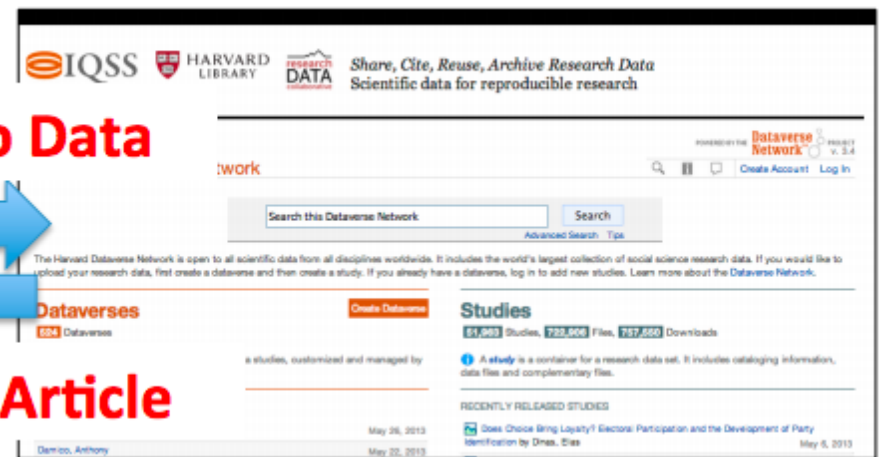 IQSS HARVARD LIBRARY research DATA collaborative Share, Cite, Reuse, Archive Research Data
Scientific data for reproducible research
o Data
POWERED BY THE Dataverse Network PROJECT v. 3.4
twork
Create Account Log In
Search this Dataverse Network Search
Advanced Search Tips
The Harvard Dataverse Network is open to all scientific data from all disciplines worldwide. It includes the world's largest collection of social science research data. If you would like to
upload your research data, first create a dataverse and then create a study. If you already have a dataverse, log in to add new studies. Learn more about the Dataverse Network.
Dataverses Create Dataverse
Studies
Dataverses
51,963 Studies, 722,906 Files, 757,550 Downloads
a studies, customized and managed by
A study is a container for a research data set. It includes cataloging information,
data files and complementary files.
Article
RECENTLY RELEASED STUDIES
May 26, 2013
Does Choice Bring Loyalty? Electoral Participation and the Development of Party
Identification by Dinas, Elias May 6, 2013
Damico, Anthony May 22, 2013